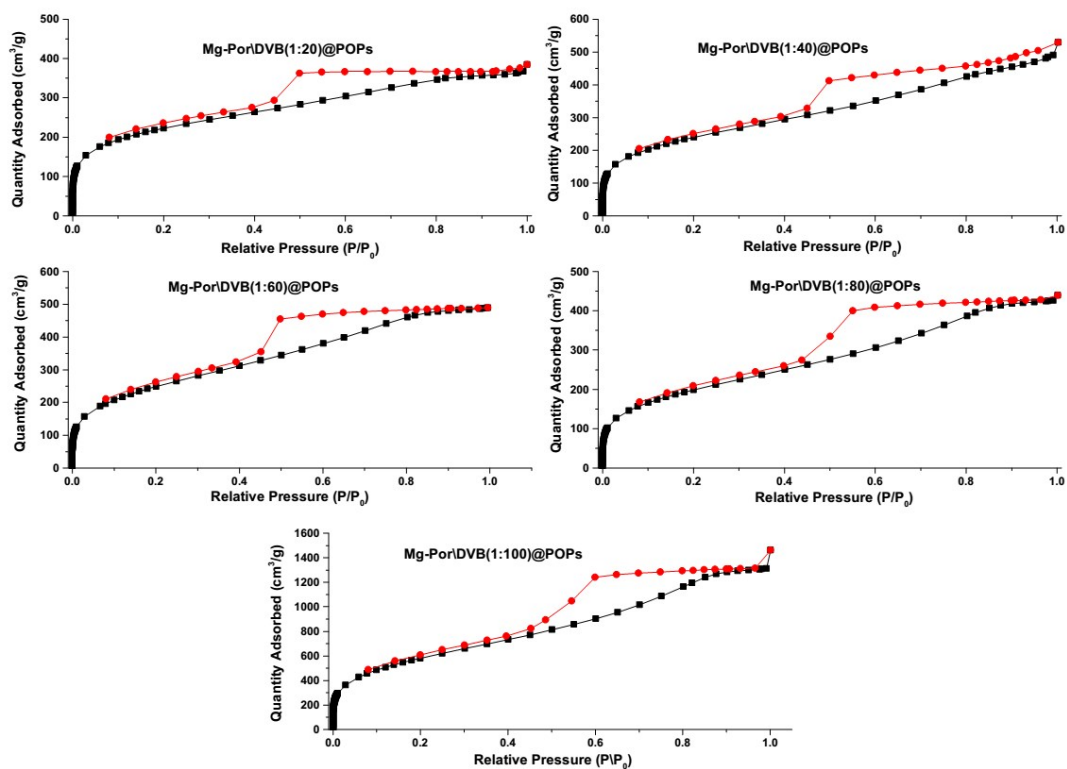 Mg-Por\DVB(1:20)@POPs
Quantity Adsorbed (cm³/g)
500
400
300
200
100
0
0.0 0.2 0.4 0.6 0.8 1.0
Relative Pressure (P/P₀)
Mg-Por\DVB(1:40)@POPs
Quantity Adsorbed (cm³/g)
600
500
400
300
200
100
0
0.0 0.2 0.4 0.6 0.8 1.0
Relative Pressure (P/P₀)
Mg-Por\DVB(1:60)@POPs
Quantity Adsorbed (cm³/g)
600
500
400
300
200
100
0
0.0 0.2 0.4 0.6 0.8 1.0
Relative Pressure (P/P₀)
Mg-Por\DVB(1:80)@POPs
Quantity Adsorbed (cm³/g)
500
400
300
200
100
0
0.0 0.2 0.4 0.6 0.8 1.0
Relative Pressure (P/P₀)
Mg-Por\DVB(1:100)@POPs
Quantity Adsorbed (cm³/g)
1600
1400
1200
1000
800
600
400
200
0
0.0 0.2 0.4 0.6 0.8 1.0
Relative Pressure (P\P₀)